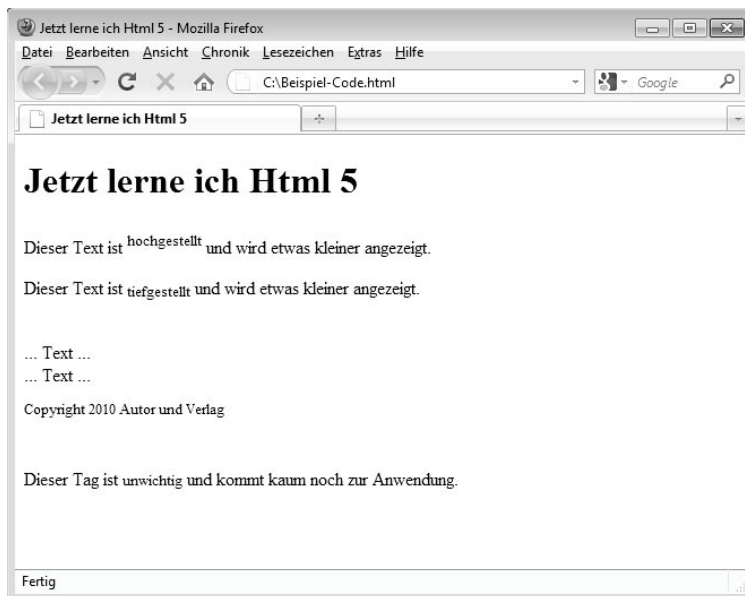 Jetzt lerne ich Html 5 - Mozilla Firefox
Datei Bearbeiten Ansicht Chronik Lesezeichen Extras Hilfe
C:\Beispiel-Code.html Google
Jetzt lerne ich Html 5
Jetzt lerne ich Html 5
Dieser Text ist hochgestellt und wird etwas kleiner angezeigt.
Dieser Text ist tiefgestellt und wird etwas kleiner angezeigt.
... Text ...
... Text ...
Copyright 2010 Autor und Verlag
Dieser Tag ist unwichtig und kommt kaum noch zur Anwendung.
Fertig